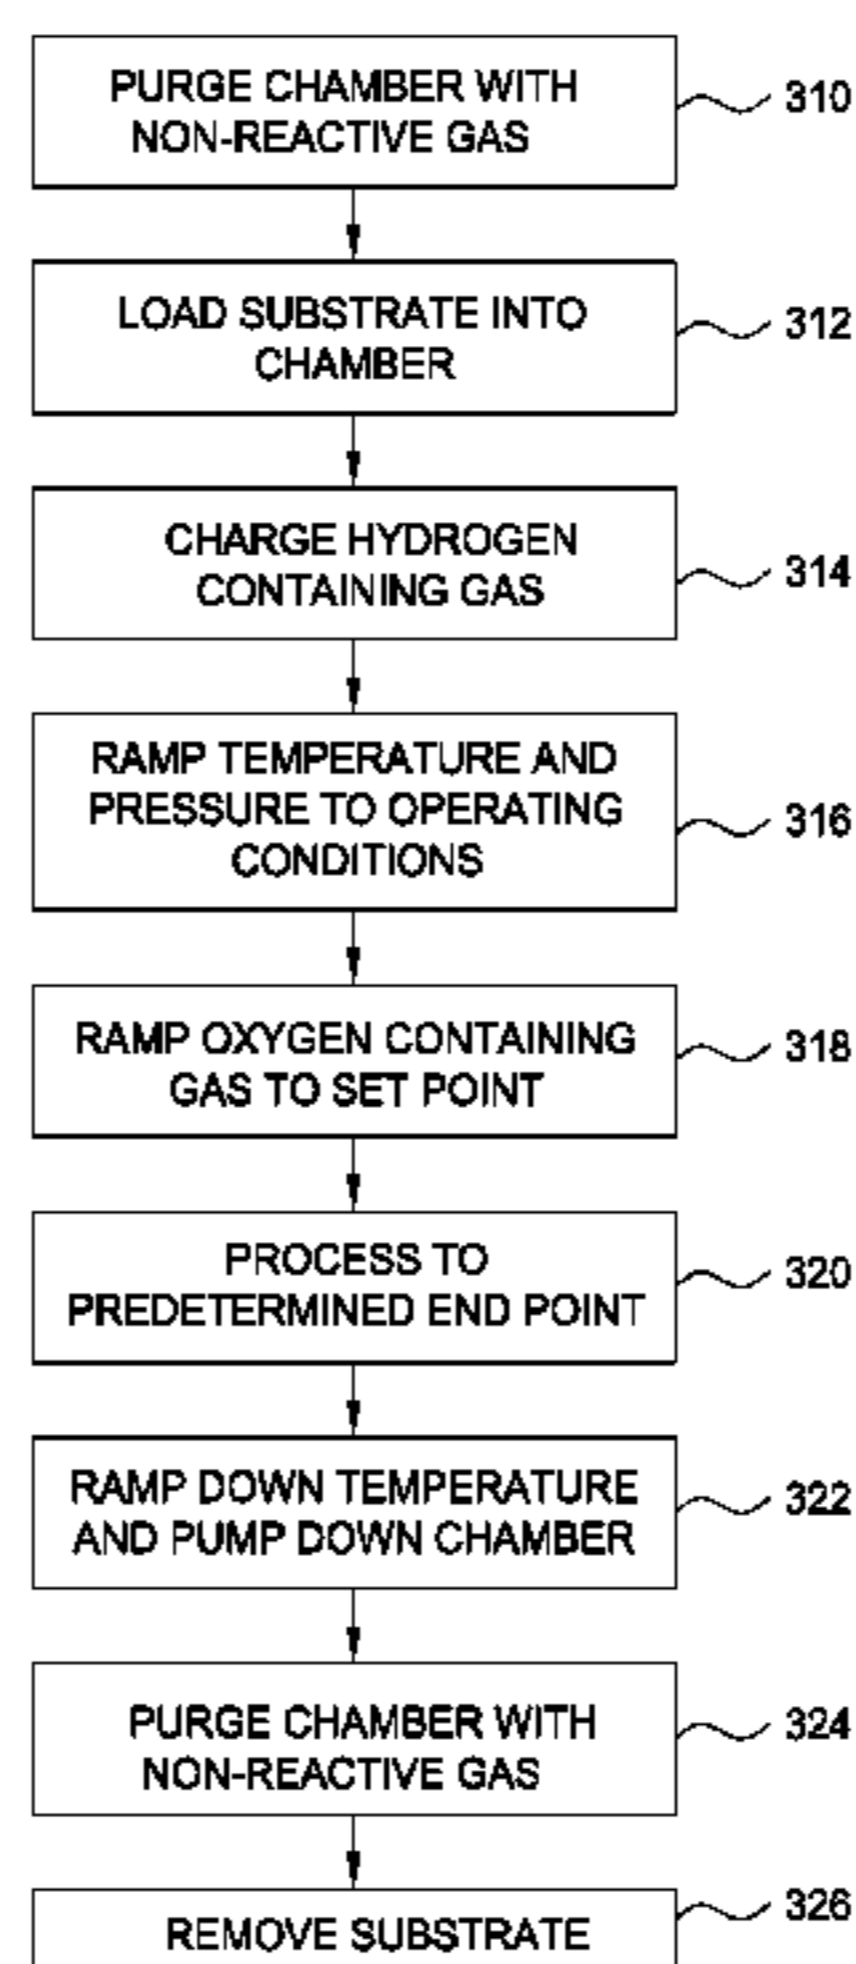 PURGE CHAMBER WITH
NON-REACTIVE GAS
310
LOAD SUBSTRATE INTO
CHAMBER
312
CHARGE HYDROGEN
CONTAINING GAS
314
RAMP TEMPERATURE AND
PRESSURE TO OPERATING
CONDITIONS
316
RAMP OXYGEN CONTAINING
GAS TO SET POINT
318
PROCESS TO
PREDETERMINED END POINT
320
RAMP DOWN TEMPERATURE
AND PUMP DOWN CHAMBER
322
PURGE CHAMBER WITH
NON-REACTIVE GAS
324
REMOVE SUBSTRATE
326